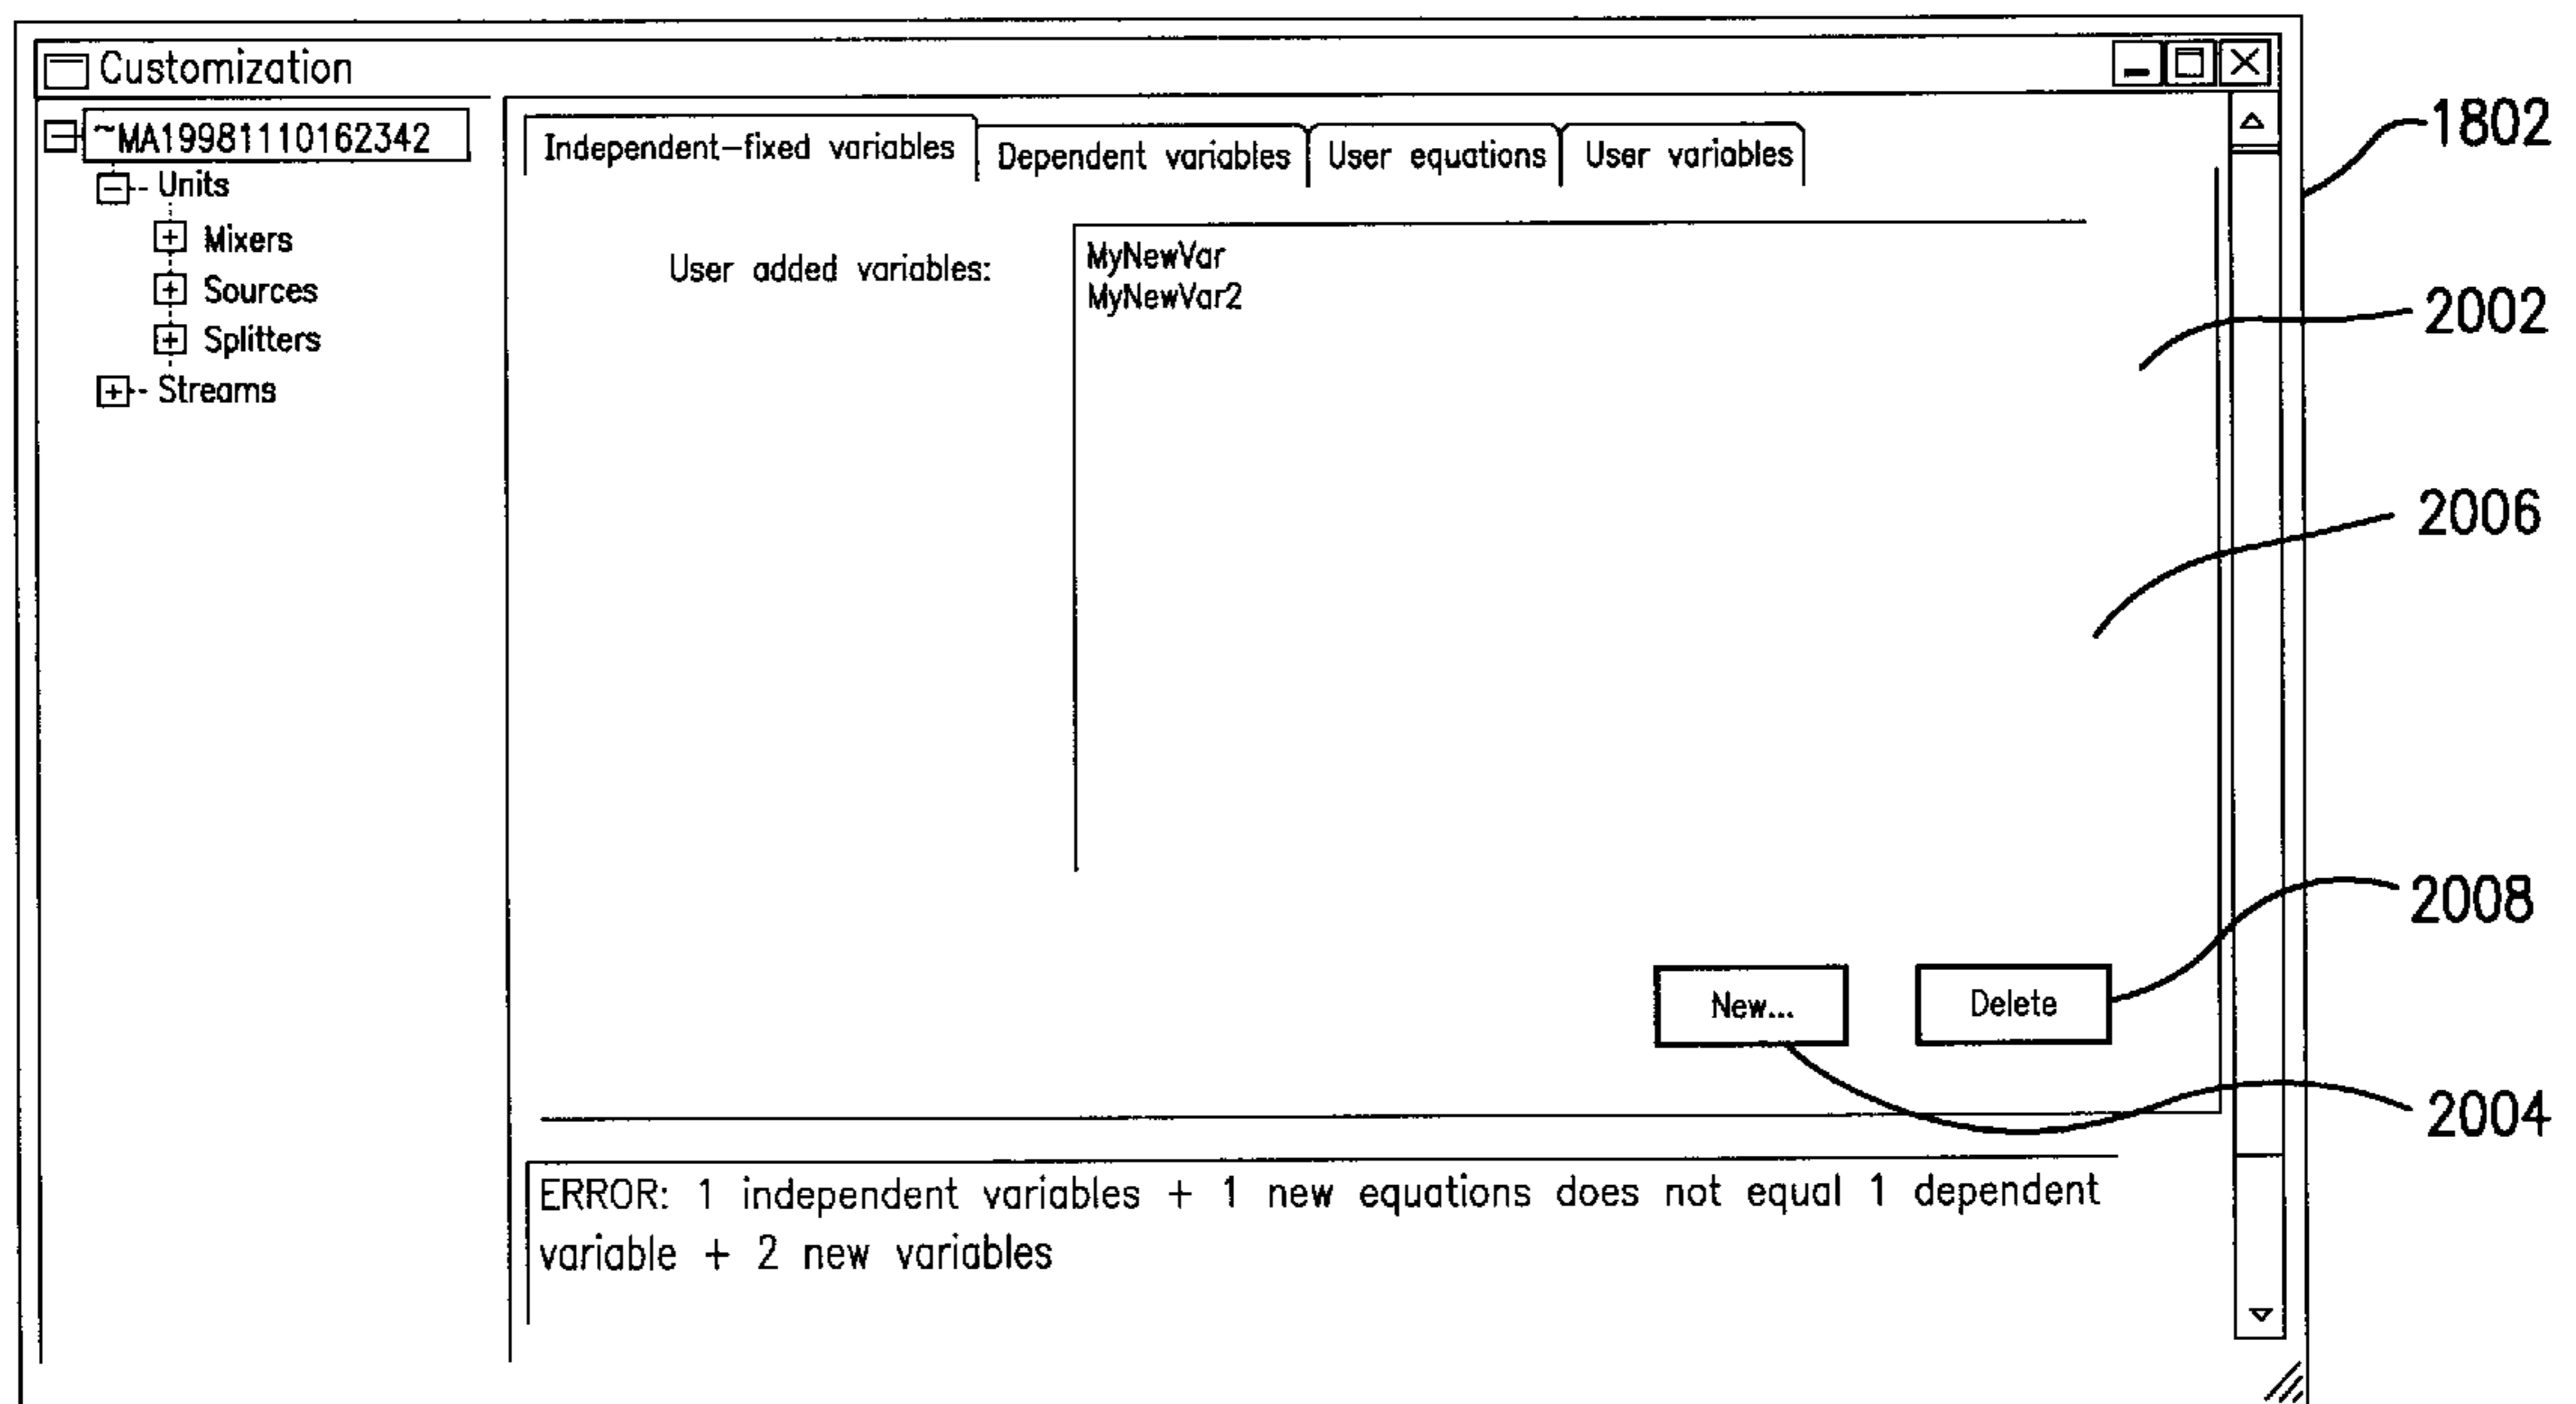 Customization
~MA19981110162342
Units
Mixers
Sources
Splitters
Streams
Independent-fixed variables
Dependent variables
User equations
User variables
User added variables:
MyNewVar
MyNewVar2
New...
Delete
ERROR: 1 independent variables + 1 new equations does not equal 1 dependent
variable + 2 new variables
1802
2002
2006
2008
2004